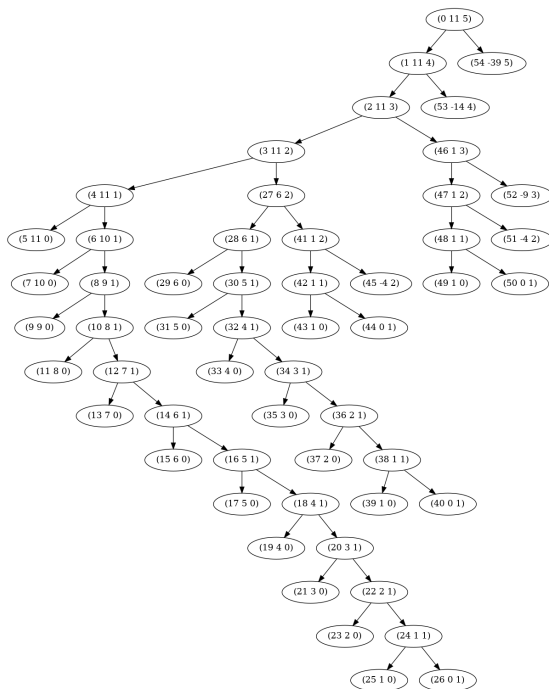 (0 11 5)
(1 11 4) (54 -39 5)
(2 11 3) (53 -14 4)
(3 11 2) (46 1 3)
(4 11 1) (27 6 2) (47 1 2) (52 -9 3)
(5 11 0) (6 10 1) (28 6 1) (41 1 2) (48 1 1) (51 -4 2)
(7 10 0) (8 9 1) (29 6 0) (30 5 1) (42 1 1) (45 -4 2) (49 1 0) (50 0 1)
(9 9 0) (10 8 1) (31 5 0) (32 4 1) (43 1 0) (44 0 1)
(11 8 0) (12 7 1) (33 4 0) (34 3 1)
(13 7 0) (14 6 1) (35 3 0) (36 2 1)
(15 6 0) (16 5 1) (37 2 0) (38 1 1)
(17 5 0) (18 4 1) (39 1 0) (40 0 1)
(19 4 0) (20 3 1)
(21 3 0) (22 2 1)
(23 2 0) (24 1 1)
(25 1 0) (26 0 1)